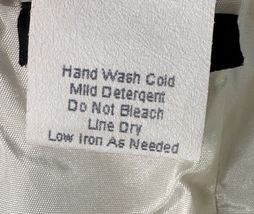 Hand Wash Cold
Mild Detergent
Do Not Bleach
Line Dry
Low Iron As Needed